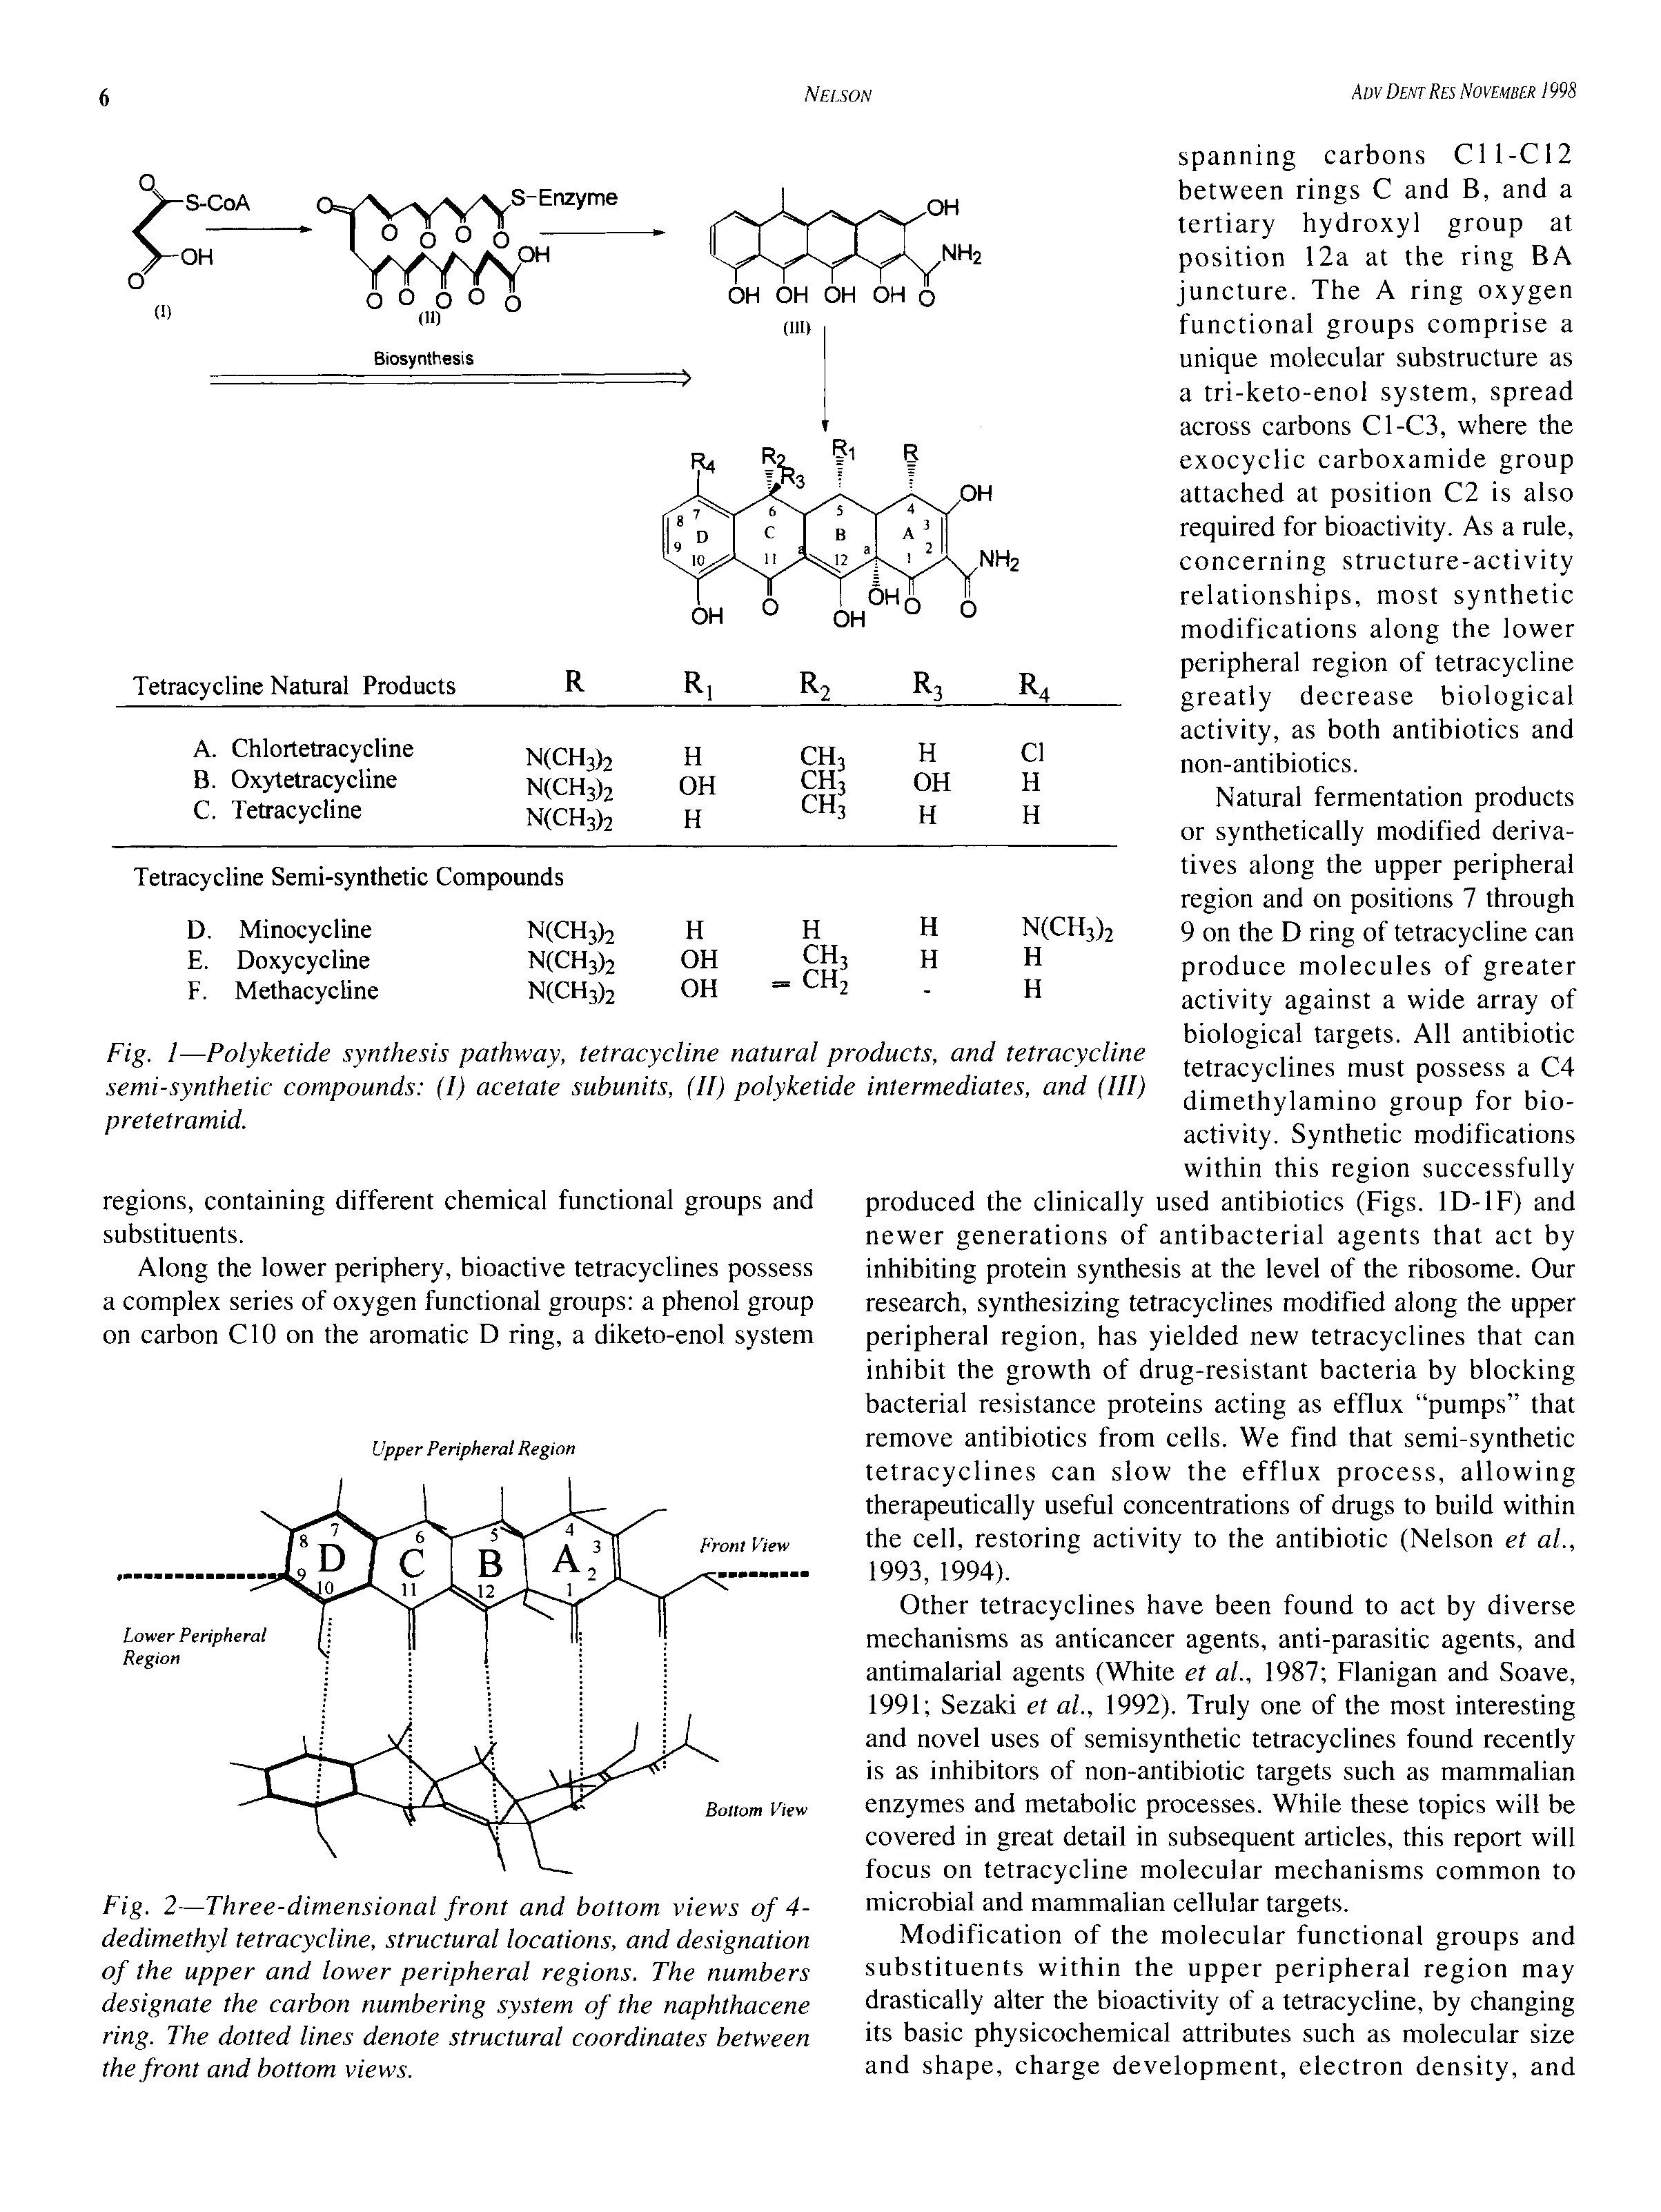 6
NELSON
ADV DENT RES NOVEMBER 1998
O
S-CoA
OH
O
(I)
O
S-Enzyme
O O O O
OH
O O O O O
(II)
Biosynthesis
OH
NH2
OH OH OH OH O
(III)
R4 R2 R3 R1 R
OH
8 7 6 5 4 3
D C B A
9 10 11 a 12 a 1 2
NH2
OH O OH OH O O
Tetracycline Natural Products R R1 R2 R3 R4
A. Chlortetracycline N(CH3)2 H CH3 H Cl
B. Oxytetracycline N(CH3)2 OH CH3 OH H
C. Tetracycline N(CH3)2 H CH3 H H
Tetracycline Semi-synthetic Compounds
D. Minocycline N(CH3)2 H H H N(CH3)2
E. Doxycycline N(CH3)2 OH CH3 H H
F. Methacycline N(CH3)2 OH = CH2 - H
Fig. 1—Polyketide synthesis pathway, tetracycline natural products, and tetracycline
semi-synthetic compounds: (I) acetate subunits, (II) polyketide intermediates, and (III)
pretetramid.
regions, containing different chemical functional groups and
substituents.
Along the lower periphery, bioactive tetracyclines possess
a complex series of oxygen functional groups: a phenol group
on carbon C10 on the aromatic D ring, a diketo-enol system
Upper Peripheral Region
8 7 6 5 4 3
D C B A
9 10 11 12 1 2
Front View
Lower Peripheral
Region
Bottom View
Fig. 2—Three-dimensional front and bottom views of 4-
dedimethyl tetracycline, structural locations, and designation
of the upper and lower peripheral regions. The numbers
designate the carbon numbering system of the naphthacene
ring. The dotted lines denote structural coordinates between
the front and bottom views.
spanning carbons C11-C12
between rings C and B, and a
tertiary hydroxyl group at
position 12a at the ring BA
juncture. The A ring oxygen
functional groups comprise a
unique molecular substructure as
a tri-keto-enol system, spread
across carbons C1-C3, where the
exocyclic carboxamide group
attached at position C2 is also
required for bioactivity. As a rule,
concerning structure-activity
relationships, most synthetic
modifications along the lower
peripheral region of tetracycline
greatly decrease biological
activity, as both antibiotics and
non-antibiotics.
Natural fermentation products
or synthetically modified deriva-
tives along the upper peripheral
region and on positions 7 through
9 on the D ring of tetracycline can
produce molecules of greater
activity against a wide array of
biological targets. All antibiotic
tetracyclines must possess a C4
dimethylamino group for bio-
activity. Synthetic modifications
within this region successfully
produced the clinically used antibiotics (Figs. 1D-1F) and
newer generations of antibacterial agents that act by
inhibiting protein synthesis at the level of the ribosome. Our
research, synthesizing tetracyclines modified along the upper
peripheral region, has yielded new tetracyclines that can
inhibit the growth of drug-resistant bacteria by blocking
bacterial resistance proteins acting as efflux “pumps” that
remove antibiotics from cells. We find that semi-synthetic
tetracyclines can slow the efflux process, allowing
therapeutically useful concentrations of drugs to build within
the cell, restoring activity to the antibiotic (Nelson et al.,
1993, 1994).
Other tetracyclines have been found to act by diverse
mechanisms as anticancer agents, anti-parasitic agents, and
antimalarial agents (White et al., 1987; Flanigan and Soave,
1991; Sezaki et al., 1992). Truly one of the most interesting
and novel uses of semisynthetic tetracyclines found recently
is as inhibitors of non-antibiotic targets such as mammalian
enzymes and metabolic processes. While these topics will be
covered in great detail in subsequent articles, this report will
focus on tetracycline molecular mechanisms common to
microbial and mammalian cellular targets.
Modification of the molecular functional groups and
substituents within the upper peripheral region may
drastically alter the bioactivity of a tetracycline, by changing
its basic physicochemical attributes such as molecular size
and shape, charge development, electron density, and